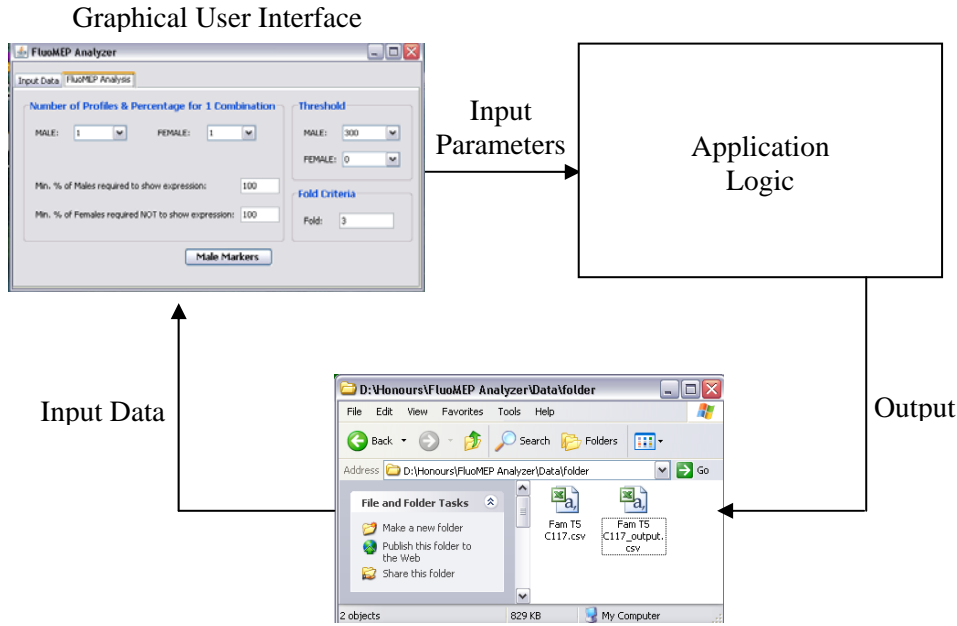 Graphical User Interface
FluoMEP Analyzer
Input Data FluoMEP Analysis
Number of Profiles & Percentage for 1 Combination
MALE: 1 FEMALE: 1
Min. % of Males required to show expression: 100
Min. % of Females required NOT to show expression: 100
Threshold
MALE: 300
FEMALE: 0
Fold Criteria
Fold: 3
Male Markers
Input
Parameters
Application
Logic
Input Data
Output
D:\Honours\FluoMEP Analyzer\Data\folder
File Edit View Favorites Tools Help
Back Search Folders
Address D:\Honours\FluoMEP Analyzer\Data\folder Go
File and Folder Tasks
Make a new folder
Publish this folder to
the Web
Share this folder
Fam T5
C117.csv
Fam T5
C117_output.
csv
2 objects 829 KB My Computer